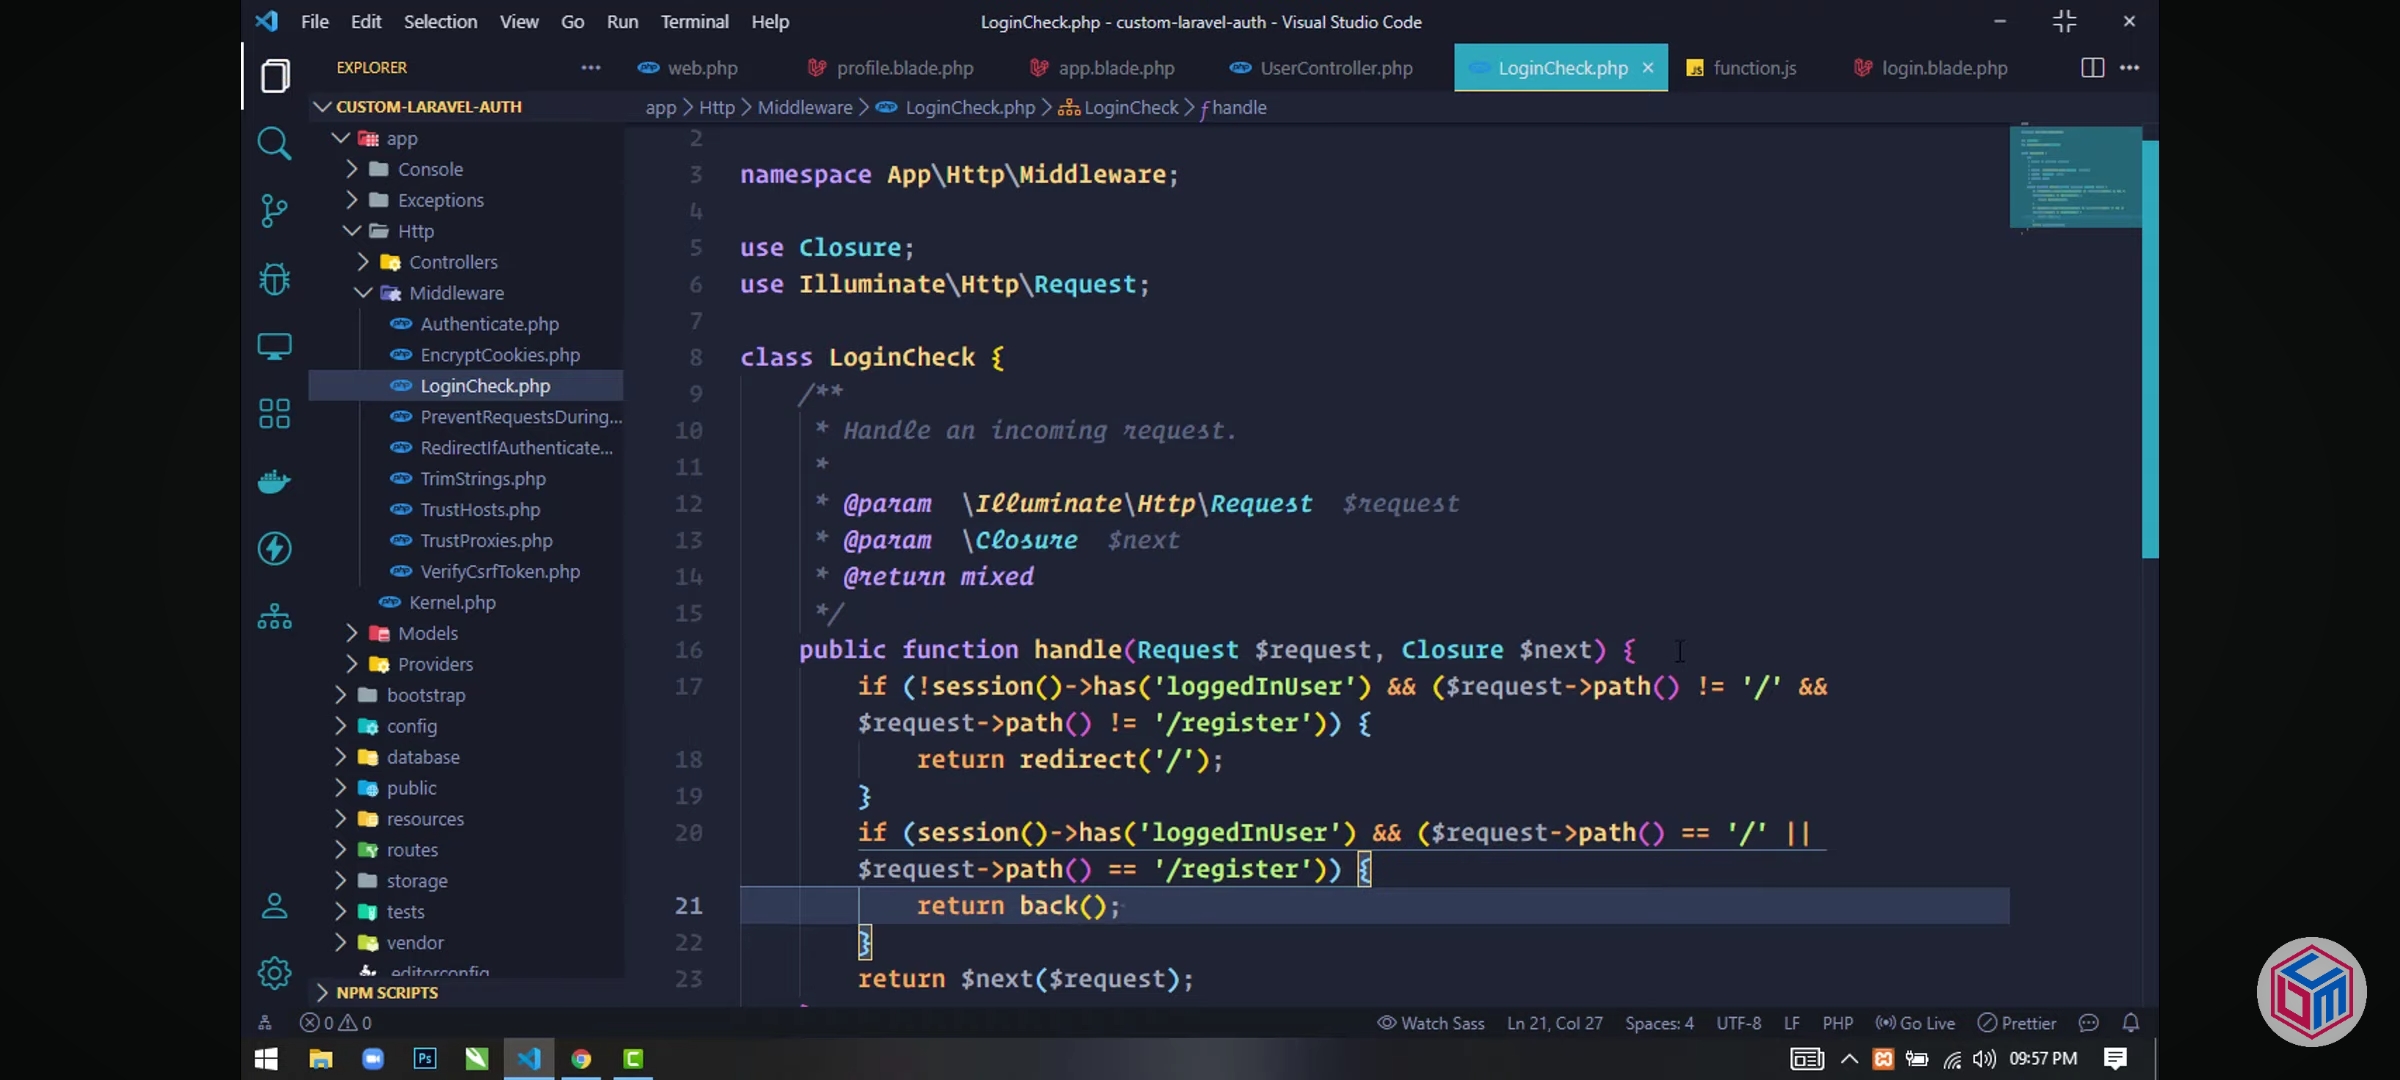 File Edit Selection View Go Run Terminal Help
LoginCheck.php - custom-laravel-auth - Visual Studio Code
EXPLORER
web.php
profile.blade.php
app.blade.php
UserController.php
LoginCheck.php
JS function.js
login.blade.php
CUSTOM-LARAVEL-AUTH
app
Console
Exceptions
Http
Controllers
Middleware
Authenticate.php
EncryptCookies.php
LoginCheck.php
PreventRequestsDuring...
RedirectIfAuthenticate...
TrimStrings.php
TrustHosts.php
TrustProxies.php
VerifyCsrfToken.php
Kernel.php
Models
Providers
bootstrap
config
database
public
resources
routes
storage
tests
vendor
.editorconfig
NPM SCRIPTS
app > Http > Middleware > LoginCheck.php > LoginCheck > handle
2
3 namespace App\Http\Middleware;
4
5 use Closure;
6 use Illuminate\Http\Request;
7
8 class LoginCheck {
9 /**
10 * Handle an incoming request.
11 *
12 * @param \Illuminate\Http\Request $request
13 * @param \Closure $next
14 * @return mixed
15 */
16 public function handle(Request $request, Closure $next) {
17 if (!session()->has('loggedInUser') && ($request->path() != '/' &&
$request->path() != '/register')) {
18 return redirect('/');
19 }
20 if (session()->has('loggedInUser') && ($request->path() == '/' ||
$request->path() == '/register')) {
21 return back();
22 }
23 return $next($request);
0 0
Watch Sass Ln 21, Col 27 Spaces: 4 UTF-8 LF PHP Go Live Prettier
Ps
09:57 PM